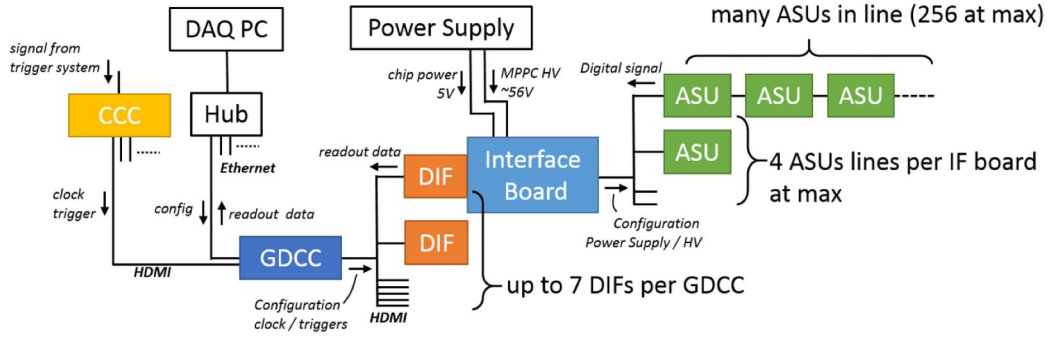 many ASUs in line (256 at max)
DAQ PC
Power Supply
signal from
trigger system
chip power
5V
MPPC HV
~56V
Digital signal
ASU
ASU
ASU
CCC
Hub
Ethernet
readout data
DIF
Interface
Board
ASU
4 ASUs lines per IF board
at max
clock
trigger
config
readout data
Configuration
Power Supply / HV
GDCC
DIF
HDMI
up to 7 DIFs per GDCC
Configuration
clock / triggers
HDMI